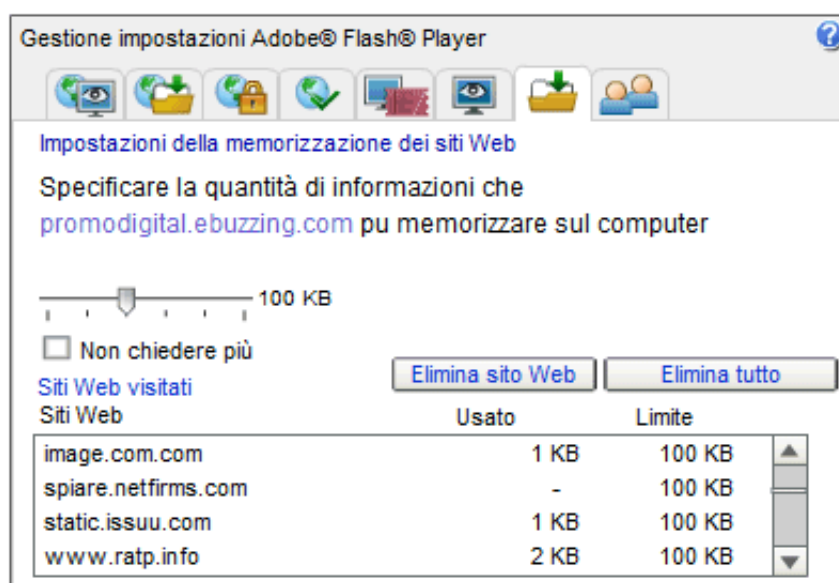 Gestione impostazioni Adobe® Flash® Player
?
Impostazioni della memorizzazione dei siti Web
Specificare la quantità di informazioni che
promodigital.ebuzzing.com pu memorizzare sul computer
100 KB
Non chiedere più
Siti Web visitati
Elimina sito Web
Elimina tutto
Siti Web Usato Limite
image.com.com 1 KB 100 KB
spiare.netfirms.com - 100 KB
static.issuu.com 1 KB 100 KB
www.ratp.info 2 KB 100 KB